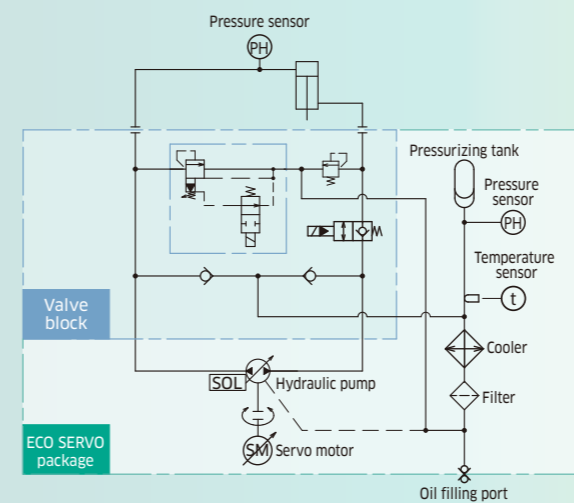 Pressure sensor
PH
Pressurizing tank
Pressure
sensor
PH
Temperature
sensor
t
Valve
block
Cooler
SOL
Hydraulic pump
Filter
ECO SERVO
package
SM
Servo motor
Oil filling port